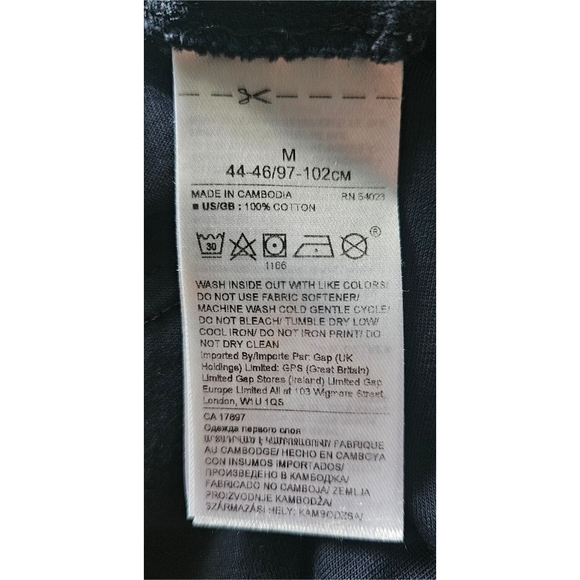 M
44-46/97-102CM
MADE IN CAMBODIA RN 54023
■ US/GB : 100% COTTON
30
®
1166
WASH INSIDE OUT WITH LIKE COLORS/
DO NOT USE FABRIC SOFTENER/
MACHINE WASH COLD GENTLE CYCLE/
DO NOT BLEACH/ TUMBLE DRY LOW/
COOL IRON/ DO NOT IRON PRINT/ DO
NOT DRY CLEAN
Imported By/Importe Par: Gap (UK
Holdings) Limited: GPS (Great Britain)
Limited Gap Stores (Ireland) Limited Gap
Europe Limited All at 103 Wigmore Street,
London, W1U 1QS
CA 17897
Одежда первого слоя
FABRIQUE
AU CAMBODGE/ HECHO EN CAMBOYA
CON INSUMOS IMPORTADOS/
ПРОИЗВЕДЕНО В КАМБОДЖА/
FABRICADO NO CAMBOJA/ ZEMLJA
PROIZVODNJE KAMBODŽA/
SZÁRMAZÁSI HELY: KAMBODZSA/